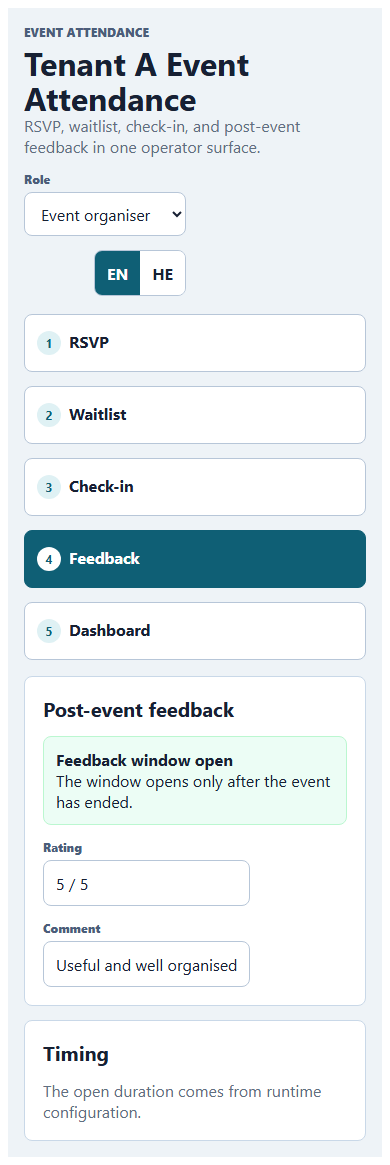 EVENT ATTENDANCE
Tenant A Event
Attendance
RSVP, waitlist, check-in, and post-event
feedback in one operator surface.
Role
Event organiser
EN HE
1 RSVP
2 Waitlist
3 Check-in
4 Feedback
5 Dashboard
Post-event feedback
Feedback window open
The window opens only after the event
has ended.
Rating
5 / 5
Comment
Useful and well organised
Timing
The open duration comes from runtime
configuration.